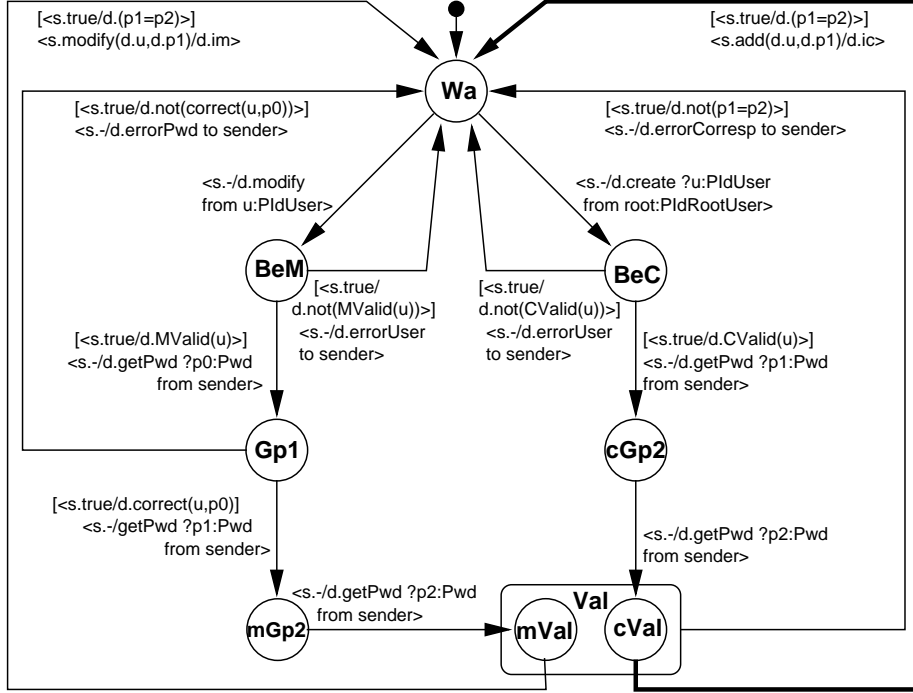 [<s.true/d.(p1=p2)>]
<s.modify(d.u,d.p1)/d.im>
[<s.true/d.(p1=p2)>]
<s.add(d.u,d.p1)/d.ic>
Wa
[<s.true/d.not(correct(u,p0))>]
<s.-/d.errorPwd to sender>
[<s.true/d.not(p1=p2)>]
<s.-/d.errorCorresp to sender>
<s.-/d.modify
from u:PIdUser>
<s.-/d.create ?u:PIdUser
from root:PIdRootUser>
BeM
BeC
[<s.true/
d.not(MValid(u))>]
<s.-/d.errorUser
to sender>
[<s.true/
d.not(CValid(u))>]
<s.-/d.errorUser
to sender>
[<s.true/d.MValid(u)>]
<s.-/d.getPwd ?p0:Pwd
from sender>
[<s.true/d.CValid(u)>]
<s.-/d.getPwd ?p1:Pwd
from sender>
Gp1
cGp2
[<s.true/d.correct(u,p0)]
<s.-/getPwd ?p1:Pwd
from sender>
<s.-/d.getPwd ?p2:Pwd
from sender>
<s.-/d.getPwd ?p2:Pwd
from sender>
Val
mGp2
mVal
cVal